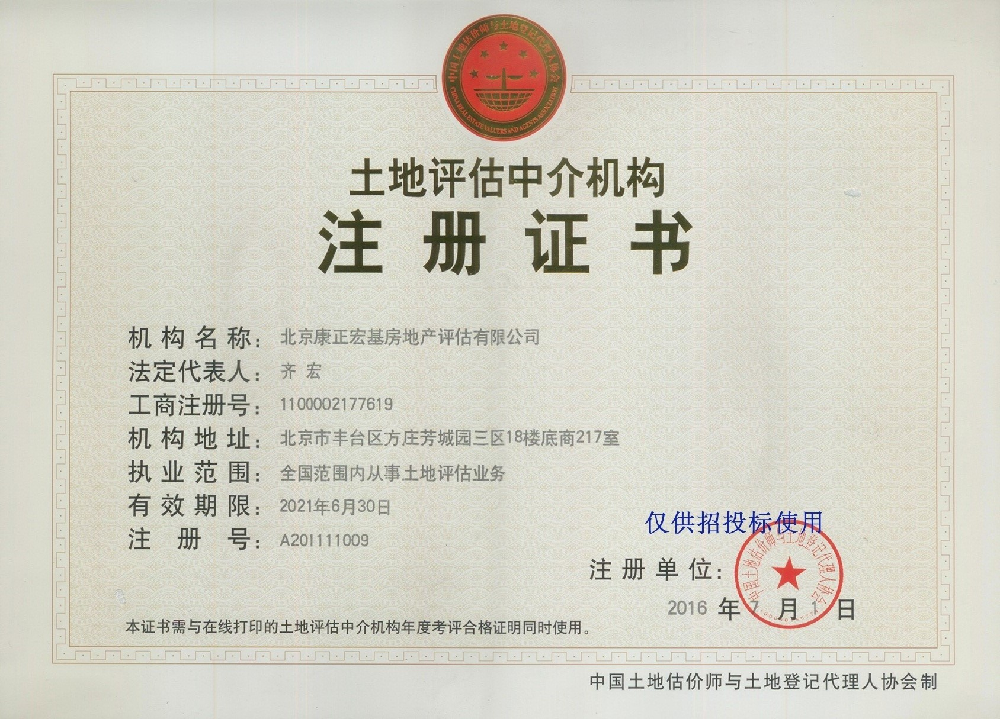 中国土地估价师与土地登记代理人协会
CHINA REAL ESTATE VALUERS AND AGENTS ASSOCIATION
土地评估中介机构
注册证书
机构名称：北京康正宏基房地产评估有限公司
法定代表人：齐 宏
工商注册号：1100002177619
机构地址：北京市丰台区方庄芳城园三区18楼底商217室
执业范围：全国范围内从事土地评估业务
有效期限：2021年6月30日
注册号：A201111009
仅供招投标使用
注册单位：
中国土地估价师与土地登记代理人协会
2016 年 7 月 1 日
本证书需与在线打印的土地评估中介机构年度考评合格证明同时使用。
中国土地估价师与土地登记代理人协会制